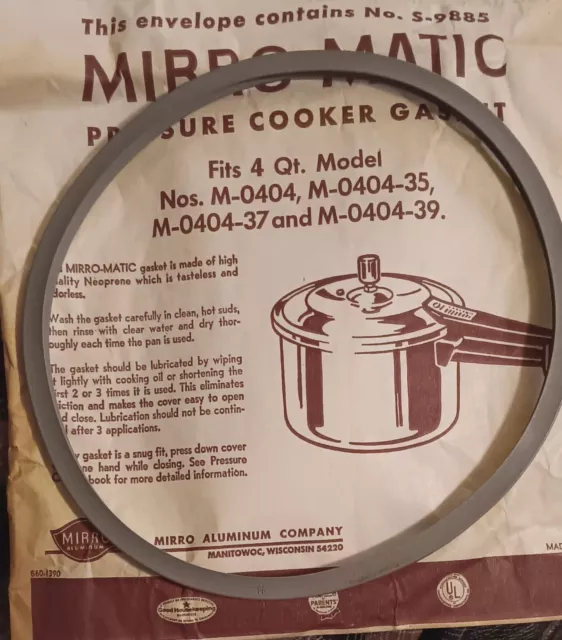 This envelope contains No. S-9885
MIRRO-MATIC
PRESSURE COOKER GASKET
Fits 4 Qt. Model
Nos. M-0404, M-0404-35,
M-0404-37 and M-0404-39.
MIRRO-MATIC gasket is made of high
Neoprene which is tasteless and
Wash the gasket carefully in clean, hot suds,
then rinse with clear water and dry thor-
oughly each time the pan is used.
The gasket should be lubricated by wiping
lightly with cooking oil or shortening the
first 2 or 3 times it is used. This eliminates
and makes the cover easy to open
close. Lubrication should not be contin-
after 3 applications.
gasket is a snug fit, press down cover
hand while closing. See Pressure
book for more detailed information.
MIRRO
ALUMINUM
MIRRO ALUMINUM COMPANY
MANITOWOC, WISCONSIN 54220
MAD
Good Housekeeping
PARENTS'
UL